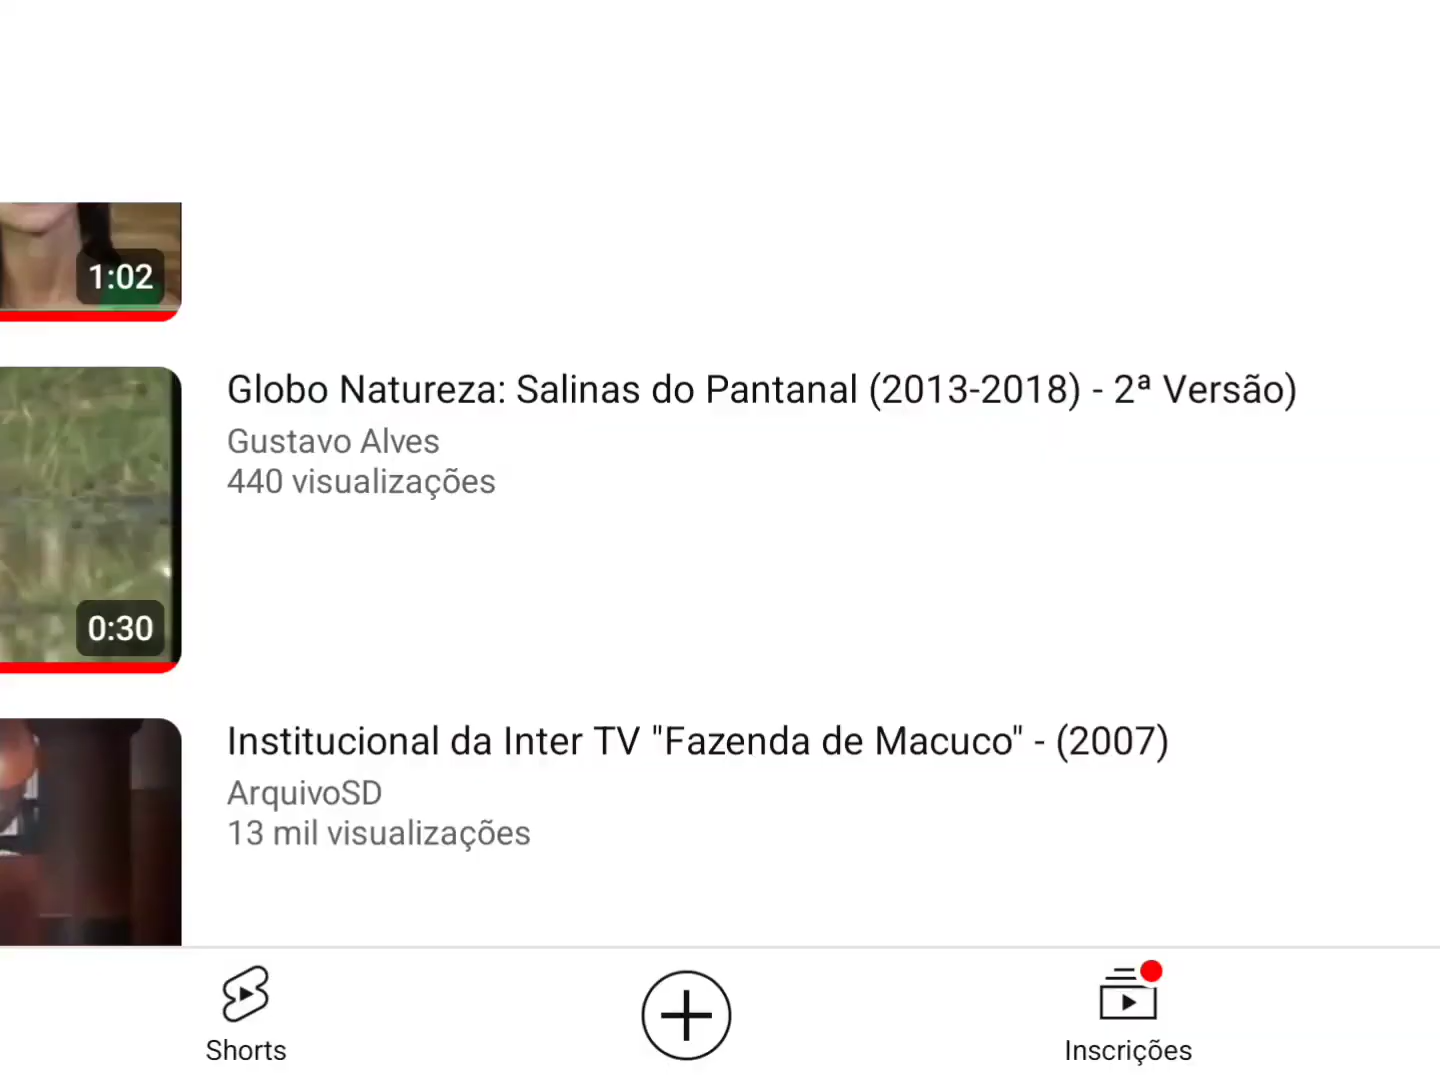 1:02
Globo Natureza: Salinas do Pantanal (2013-2018) - 2ª Versão)
Gustavo Alves
440 visualizações
0:30
Institucional da Inter TV "Fazenda de Macuco" - (2007)
ArquivoSD
13 mil visualizações
Shorts
Inscrições